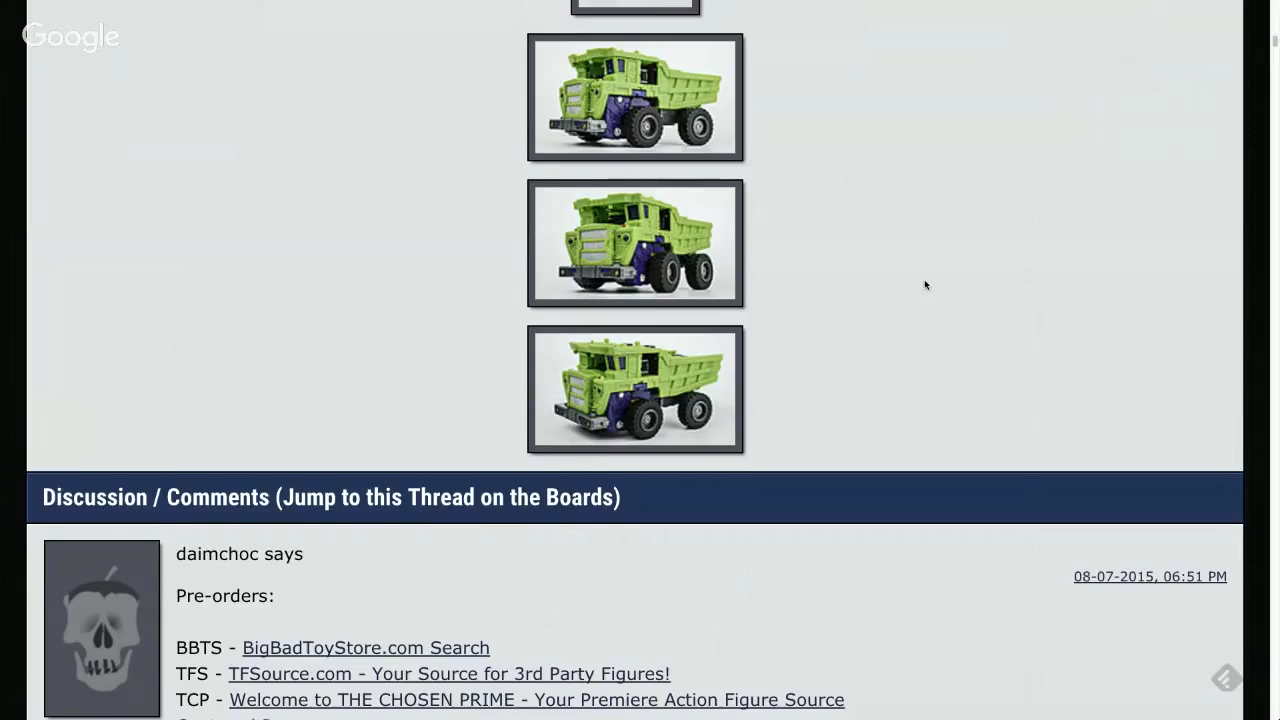 Google
Discussion / Comments (Jump to this Thread on the Boards)
daimchoc says
08-07-2015, 06:51 PM
Pre-orders:
BBTS - BigBadToyStore.com Search
TFS - TFSource.com - Your Source for 3rd Party Figures!
TCP - Welcome to THE CHOSEN PRIME - Your Premiere Action Figure Source